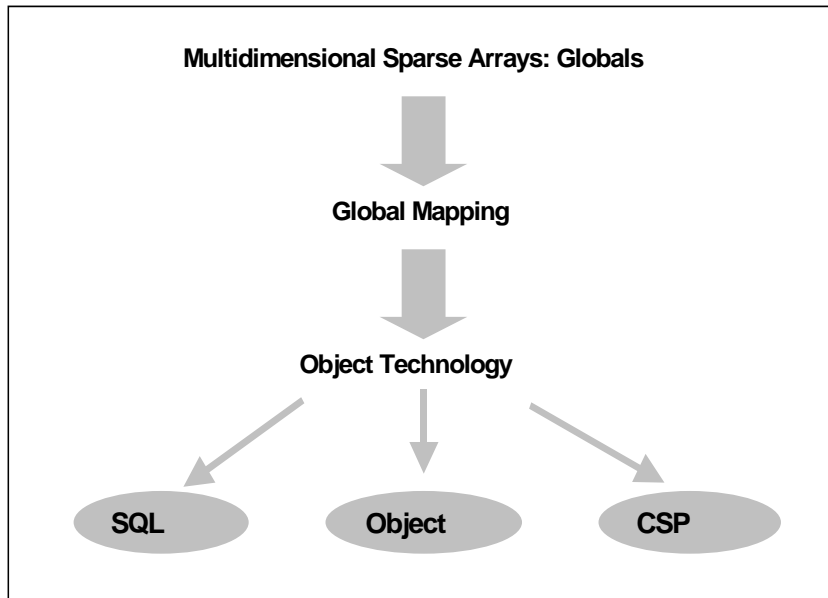 Multidimensional Sparse Arrays: Globals
Global Mapping
Object Technology
SQL
Object
CSP